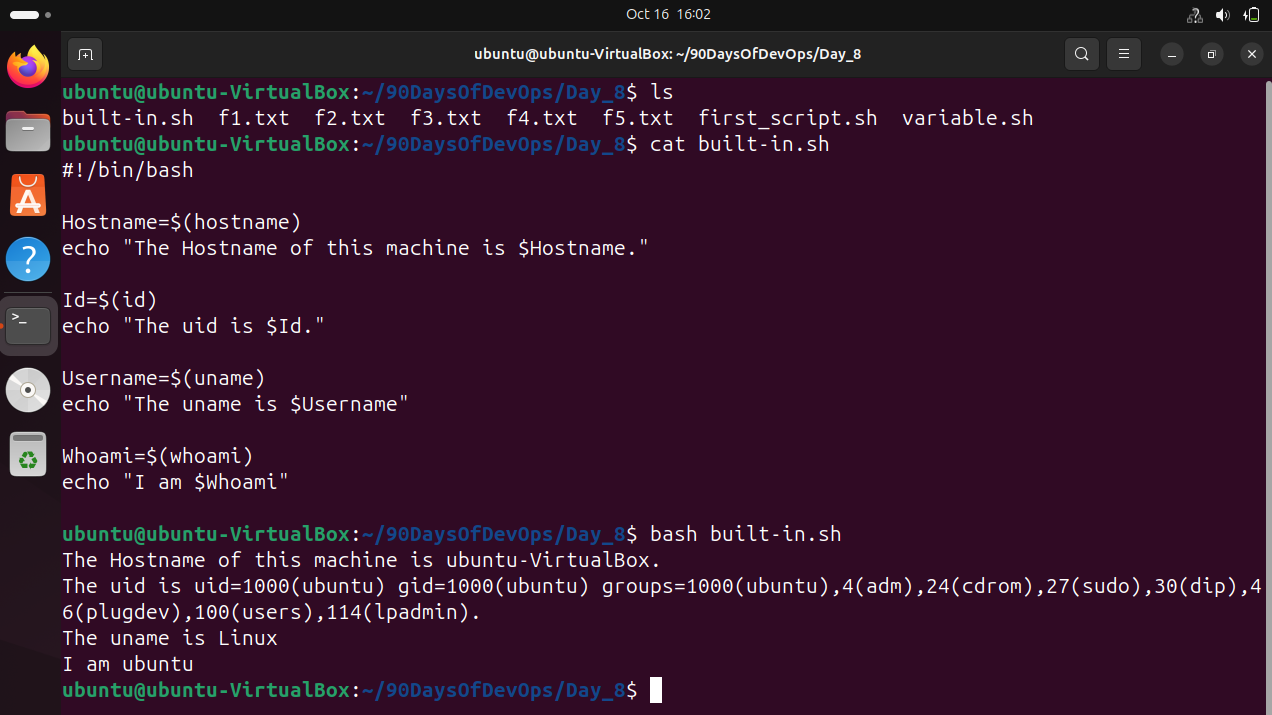 Oct 16 16:02
ubuntu@ubuntu-VirtualBox: ~/90DaysOfDevOps/Day_8
ubuntu@ubuntu-VirtualBox:~/90DaysOfDevOps/Day_8$ ls
built-in.sh  f1.txt  f2.txt  f3.txt  f4.txt  f5.txt  first_script.sh  variable.sh
ubuntu@ubuntu-VirtualBox:~/90DaysOfDevOps/Day_8$ cat built-in.sh
#!/bin/bash
Hostname=$(hostname)
echo "The Hostname of this machine is $Hostname."
Id=$(id)
echo "The uid is $Id."
Username=$(uname)
echo "The uname is $Username"
Whoami=$(whoami)
echo "I am $Whoami"
ubuntu@ubuntu-VirtualBox:~/90DaysOfDevOps/Day_8$ bash built-in.sh
The Hostname of this machine is ubuntu-VirtualBox.
The uid is uid=1000(ubuntu) gid=1000(ubuntu) groups=1000(ubuntu),4(adm),24(cdrom),27(sudo),30(dip),4
6(plugdev),100(users),114(lpadmin).
The uname is Linux
I am ubuntu
ubuntu@ubuntu-VirtualBox:~/90DaysOfDevOps/Day_8$